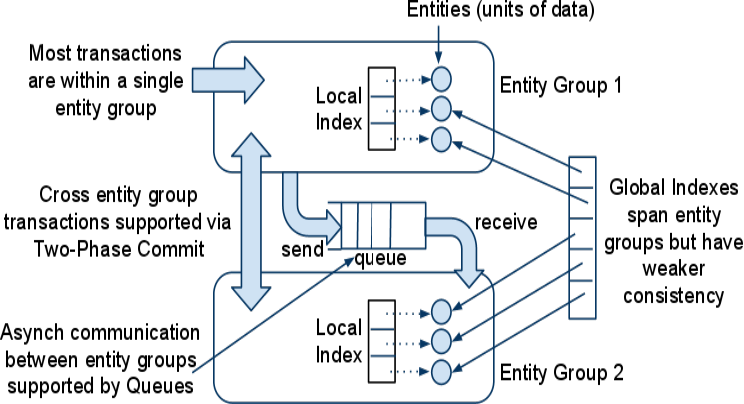 Entities (units of data)
Most transactions
are within a single
entity group
Local
Index
Entity Group 1
Cross entity group
transactions supported via
Two-Phase Commit
send
queue
receive
Global Indexes
span entity
groups but have
weaker
consistency
Asynch communication
between entity groups
supported by Queues
Local
Index
Entity Group 2